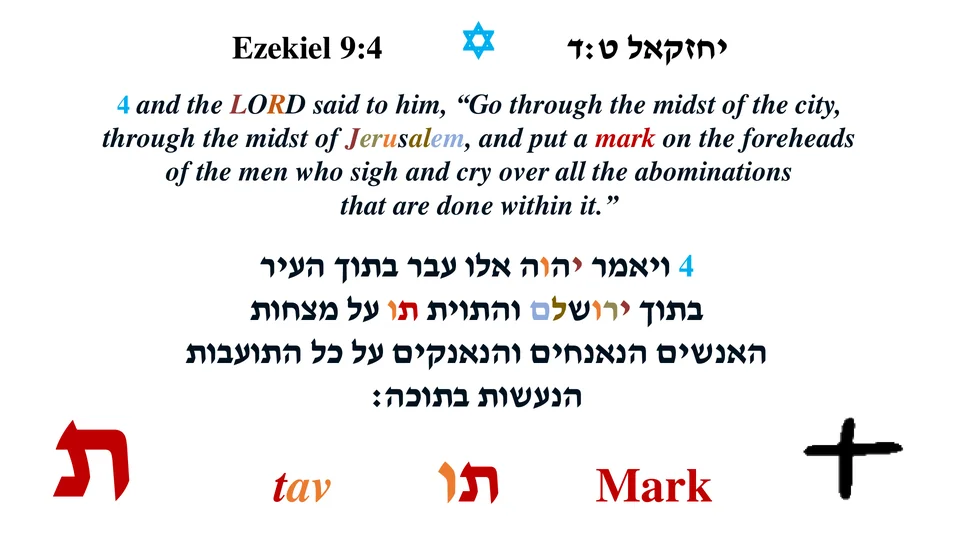 Ezekiel 9:4 ✡ יחזקאל ט:ד
4 and the LORD said to him, “Go through the midst of the city,
through the midst of Jerusalem, and put a mark on the foreheads
of the men who sigh and cry over all the abominations
that are done within it.”
4 ויאמר יהוה אלו עבר בתוך העיר
בתוך ירושלם והתוית תו על מצחות
האנשים הנאנחים והנאנקים על כל התועבות
הנעשות בתוכה:
ת tav תו Mark